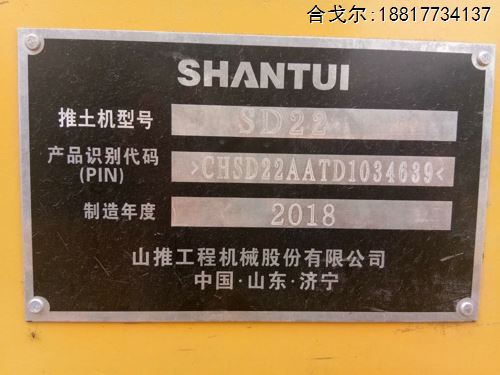 合戈尔:18817734137
SHANTUI
推土机型号 SD22
产品识别代码 >CHSD22AATD1034639<
(PIN)
制造年度 2018
山推工程机械股份有限公司
中国·山东·济宁